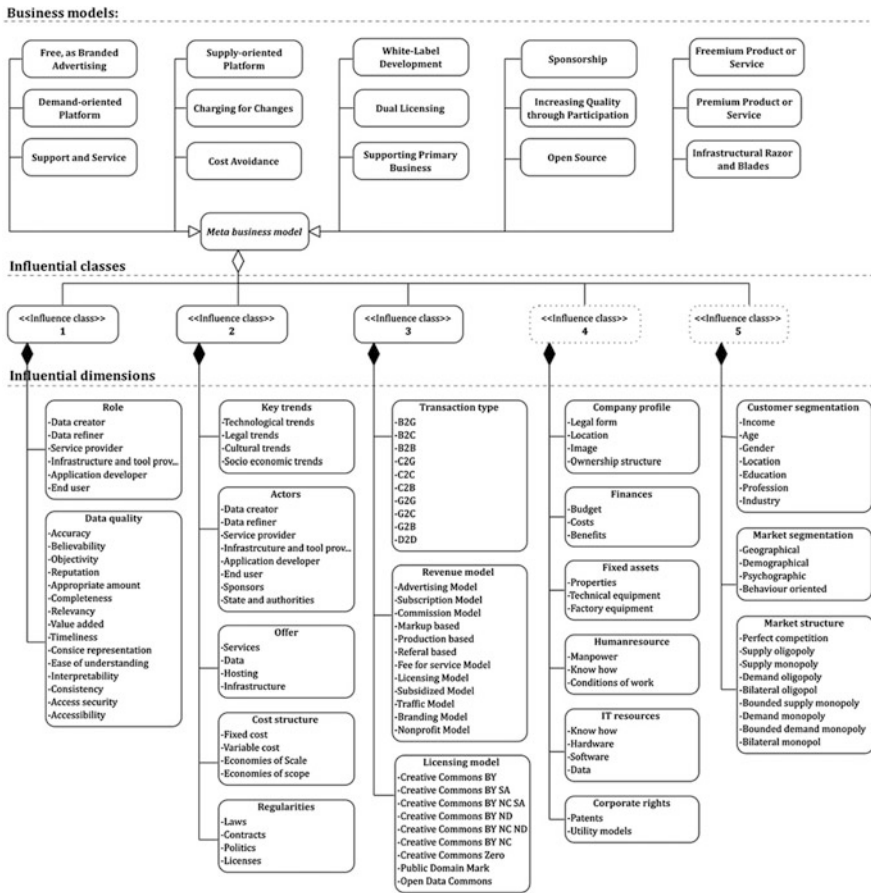 Business models:
Free, as Branded
Advertising
Supply-oriented
Platform
White-Label
Development
Sponsorship
Freemium Product or
Service
Demand-oriented
Platform
Charging for Changes
Dual Licensing
Increasing Quality
through Participation
Premium Product or
Service
Support and Service
Cost Avoidance
Supporting Primary
Business
Open Source
Infrastructural Razor
and Blades
Meta business model
Influential classes
<<Influence class>>
1
<<Influence class>>
2
<<Influence class>>
3
<<Influence class>>
4
<<Influence class>>
5
Influential dimensions
Role
-Data creator
-Data refiner
-Service provider
-Infrastructure and tool prov...
-Application developer
-End user
Data quality
-Accuracy
-Believability
-Objectivity
-Reputation
-Appropriate amount
-Completeness
-Relevancy
-Value added
-Timeliness
-Consice representation
-Ease of understanding
-Interpretability
-Consistency
-Access security
-Accessibility
Key trends
-Technological trends
-Legal trends
-Cultural trends
-Socio economic trends
Actors
-Data creator
-Data refiner
-Service provider
-Infrastrcuture and tool prov...
-Application developer
-End user
-Sponsors
-State and authorities
Offer
-Services
-Data
-Hosting
-Infrastructure
Cost structure
-Fixed cost
-Variable cost
-Economies of Scale
-Economies of scope
Regularities
-Laws
-Contracts
-Politics
-Licenses
Transaction type
-B2G
-B2C
-B2B
-C2G
-C2C
-C2B
-G2G
-G2C
-G2B
-D2D
Revenue model
-Advertising Model
-Subscription Model
-Commission Model
-Markup based
-Production based
-Referal based
-Fee for service Model
-Licensing Model
-Subsidized Model
-Traffic Model
-Branding Model
-Nonprofit Model
Licensing model
-Creative Commons BY
-Creative Commons BY SA
-Creative Commons BY NC SA
-Creative Commons BY ND
-Creative Commons BY NC ND
-Creative Commons BY NC
-Creative Commons Zero
-Public Domain Mark
-Open Data Commons
Company profile
-Legal form
-Location
-Image
-Ownership structure
Finances
-Budget
-Costs
-Benefits
Fixed assets
-Properties
-Technical equipment
-Factory equipment
Humanresource
-Manpower
-Know how
-Conditions of work
IT resources
-Know how
-Hardware
-Software
-Data
Corporate rights
-Patents
-Utility models
Customer segmentation
-Income
-Age
-Gender
-Location
-Education
-Profession
-Industry
Market segmentation
-Geographical
-Demographical
-Psychographic
-Behaviour oriented
Market structure
-Perfect competition
-Supply oligopoly
-Supply monopoly
-Demand oligopoly
-Bilateral oligopol
-Bounded supply monopoly
-Demand monopoly
-Bounded demand monopoly
-Bilateral monopol